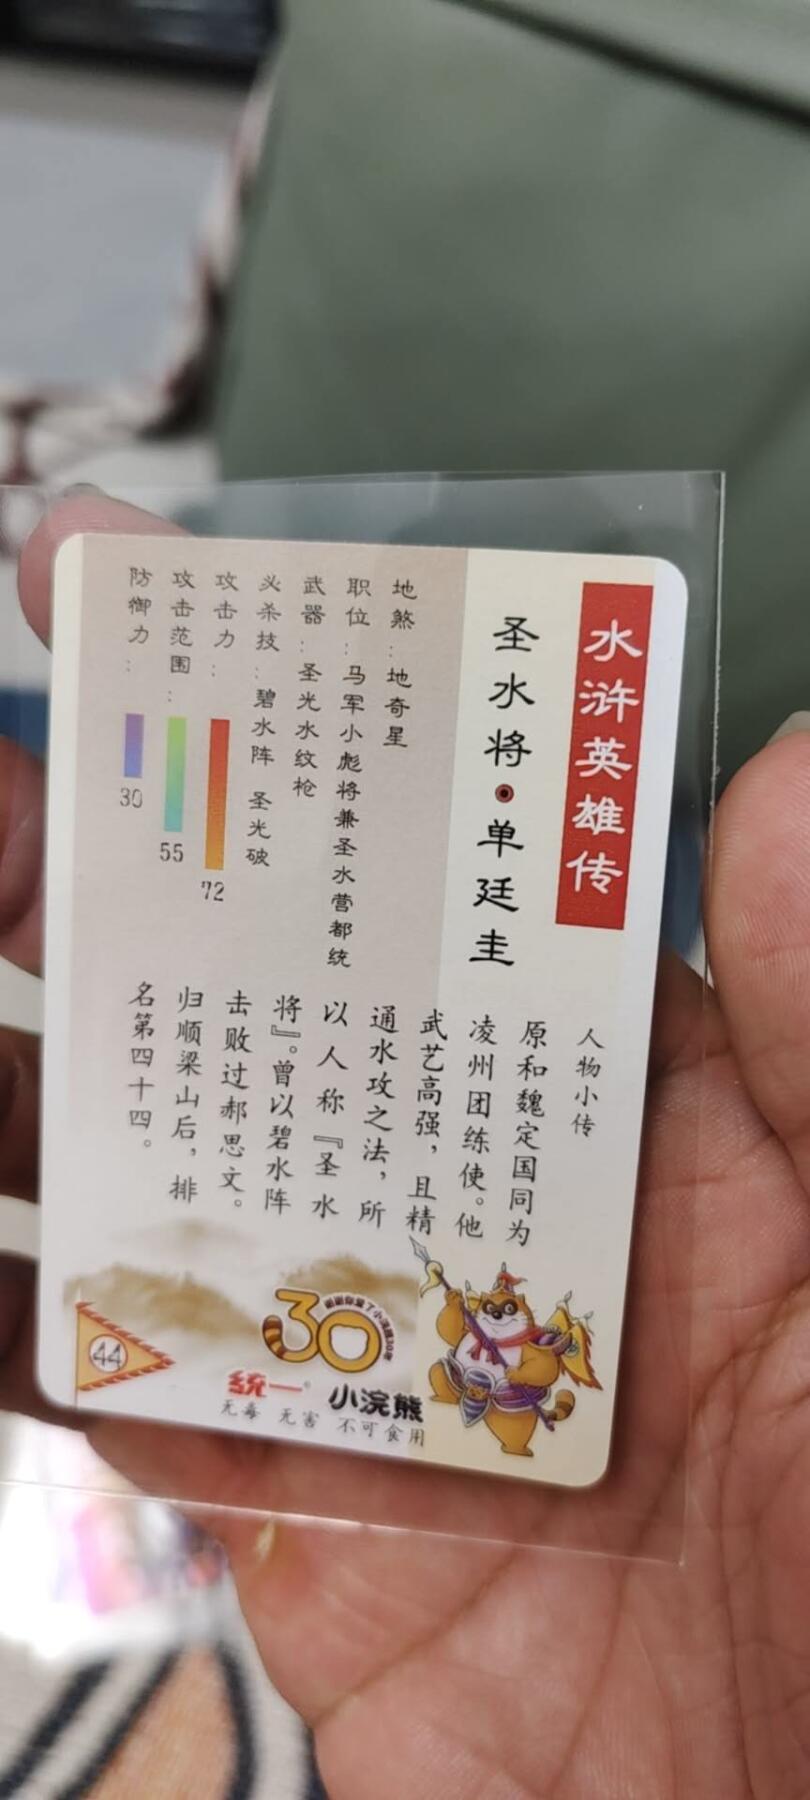 水浒英雄传
圣水将·单廷圭
地煞：地奇星
职位：马军小彪将兼圣水营都统
武器：圣光水纹枪
必杀技：碧水阵 圣光破
攻击力：
72
攻击范围：
55
防御力：
30
人物小传
原和魏定国同为
凌州团练使。他
武艺高强，且精
通水攻之法，所
以人称『圣水
将』。曾以碧水阵
击败过郝思文。
归顺梁山后，排
名第四十四。
44
30
统一®
小浣熊
无毒 无害 不可食用